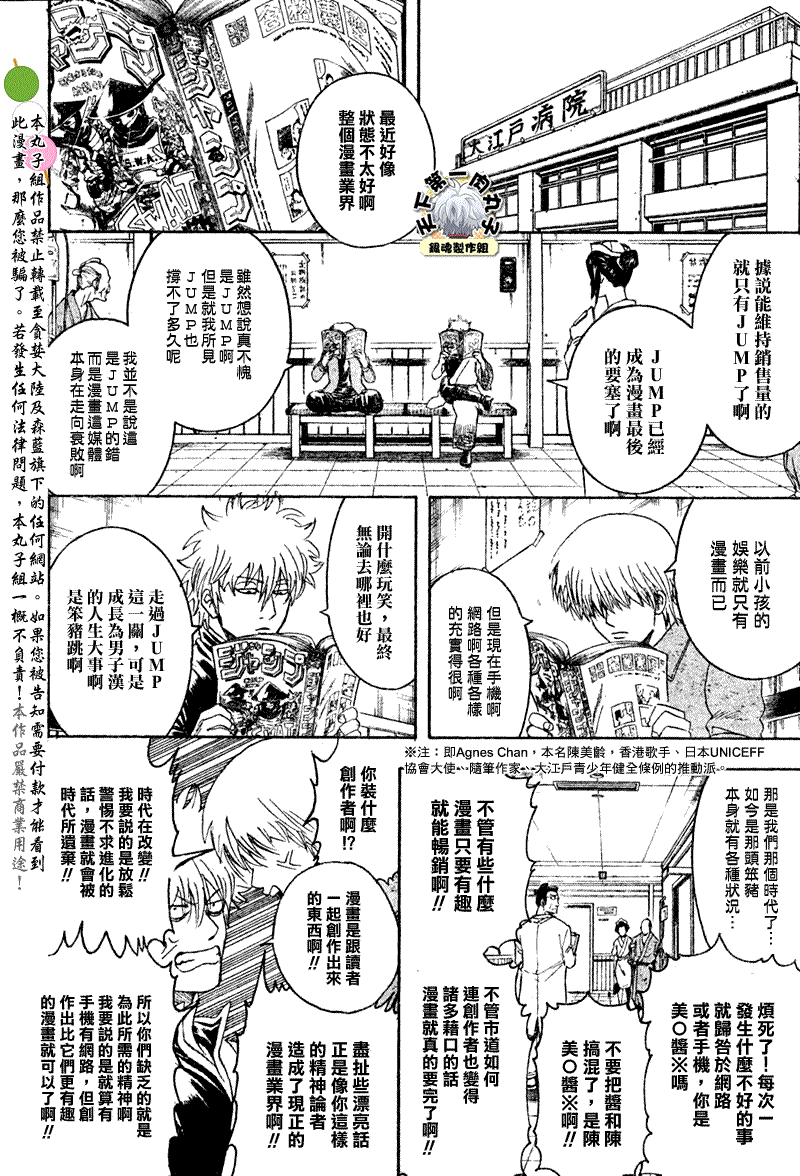 大江戶病院
最近好像
狀態不太好啊
整個漫畫業界
天下第一肉丸子
銀魂製作組
據說能維持銷售量的
就只有JUMP了啊
JUMP已經
成為漫畫最後
的要塞了啊
雖然想說真不愧
是JUMP啊
但是就我所見
JUMP也
撐不了多久呢
我並不是說這
是JUMP的錯
而是漫畫這媒體
本身在走向衰敗啊
以前小孩的
娛樂就只有
漫畫而已
但是現在手機啊
網路啊各種各樣
的充實得很啊
開什麼玩笑，最終
無論去哪裡也好
走過JUMP
這一關，可是
成長為男子漢
的人生大事啊
是笨豬跳啊
ジャンプ
※注：即Agnes Chan，本名陳美齡，香港歌手、日本UNICEFF
協會大使、隨筆作家、大江戶青少年健全條例的推動派。
那是我們那個時代了…
如今是那頭笨豬
本身就有各種狀況…
煩死了！每次一
發生什麼不好的事
就歸咎於網路
或者手機，你是
美○醬※嗎
不要把醬和陳
搞混了，是陳
美○醬※啊!!
不管有些什麼
漫畫只要有趣
就能暢銷啊!!
不管市道如何
連創作者也變得
諸多藉口的話
漫畫就真的要完了啊!!
你裝什麼
創作者啊!?
漫畫是跟讀者
一起創作出來
的東西啊!!
盡扯些漂亮話
正是像你這樣
的精神論者
造成了現正的
漫畫業界啊!!
時代在改變!!
我要說的是放鬆
警惕不求進化的
話，漫畫就會被
時代所遺棄!!
所以你們缺乏的就是
為此所需的精神啊
我要說的是就算有
手機有網路，但創
作出比它們更有趣
的漫畫就可以了啊!!
本丸子組作品禁止轉載至貪婪大陸及森藍旗下的任何網站。如果您被告知需要付款才能看到
此漫畫，那麼您被騙了。若發生任何法律問題，本丸子組一概不負責！本作品嚴禁商業用途！